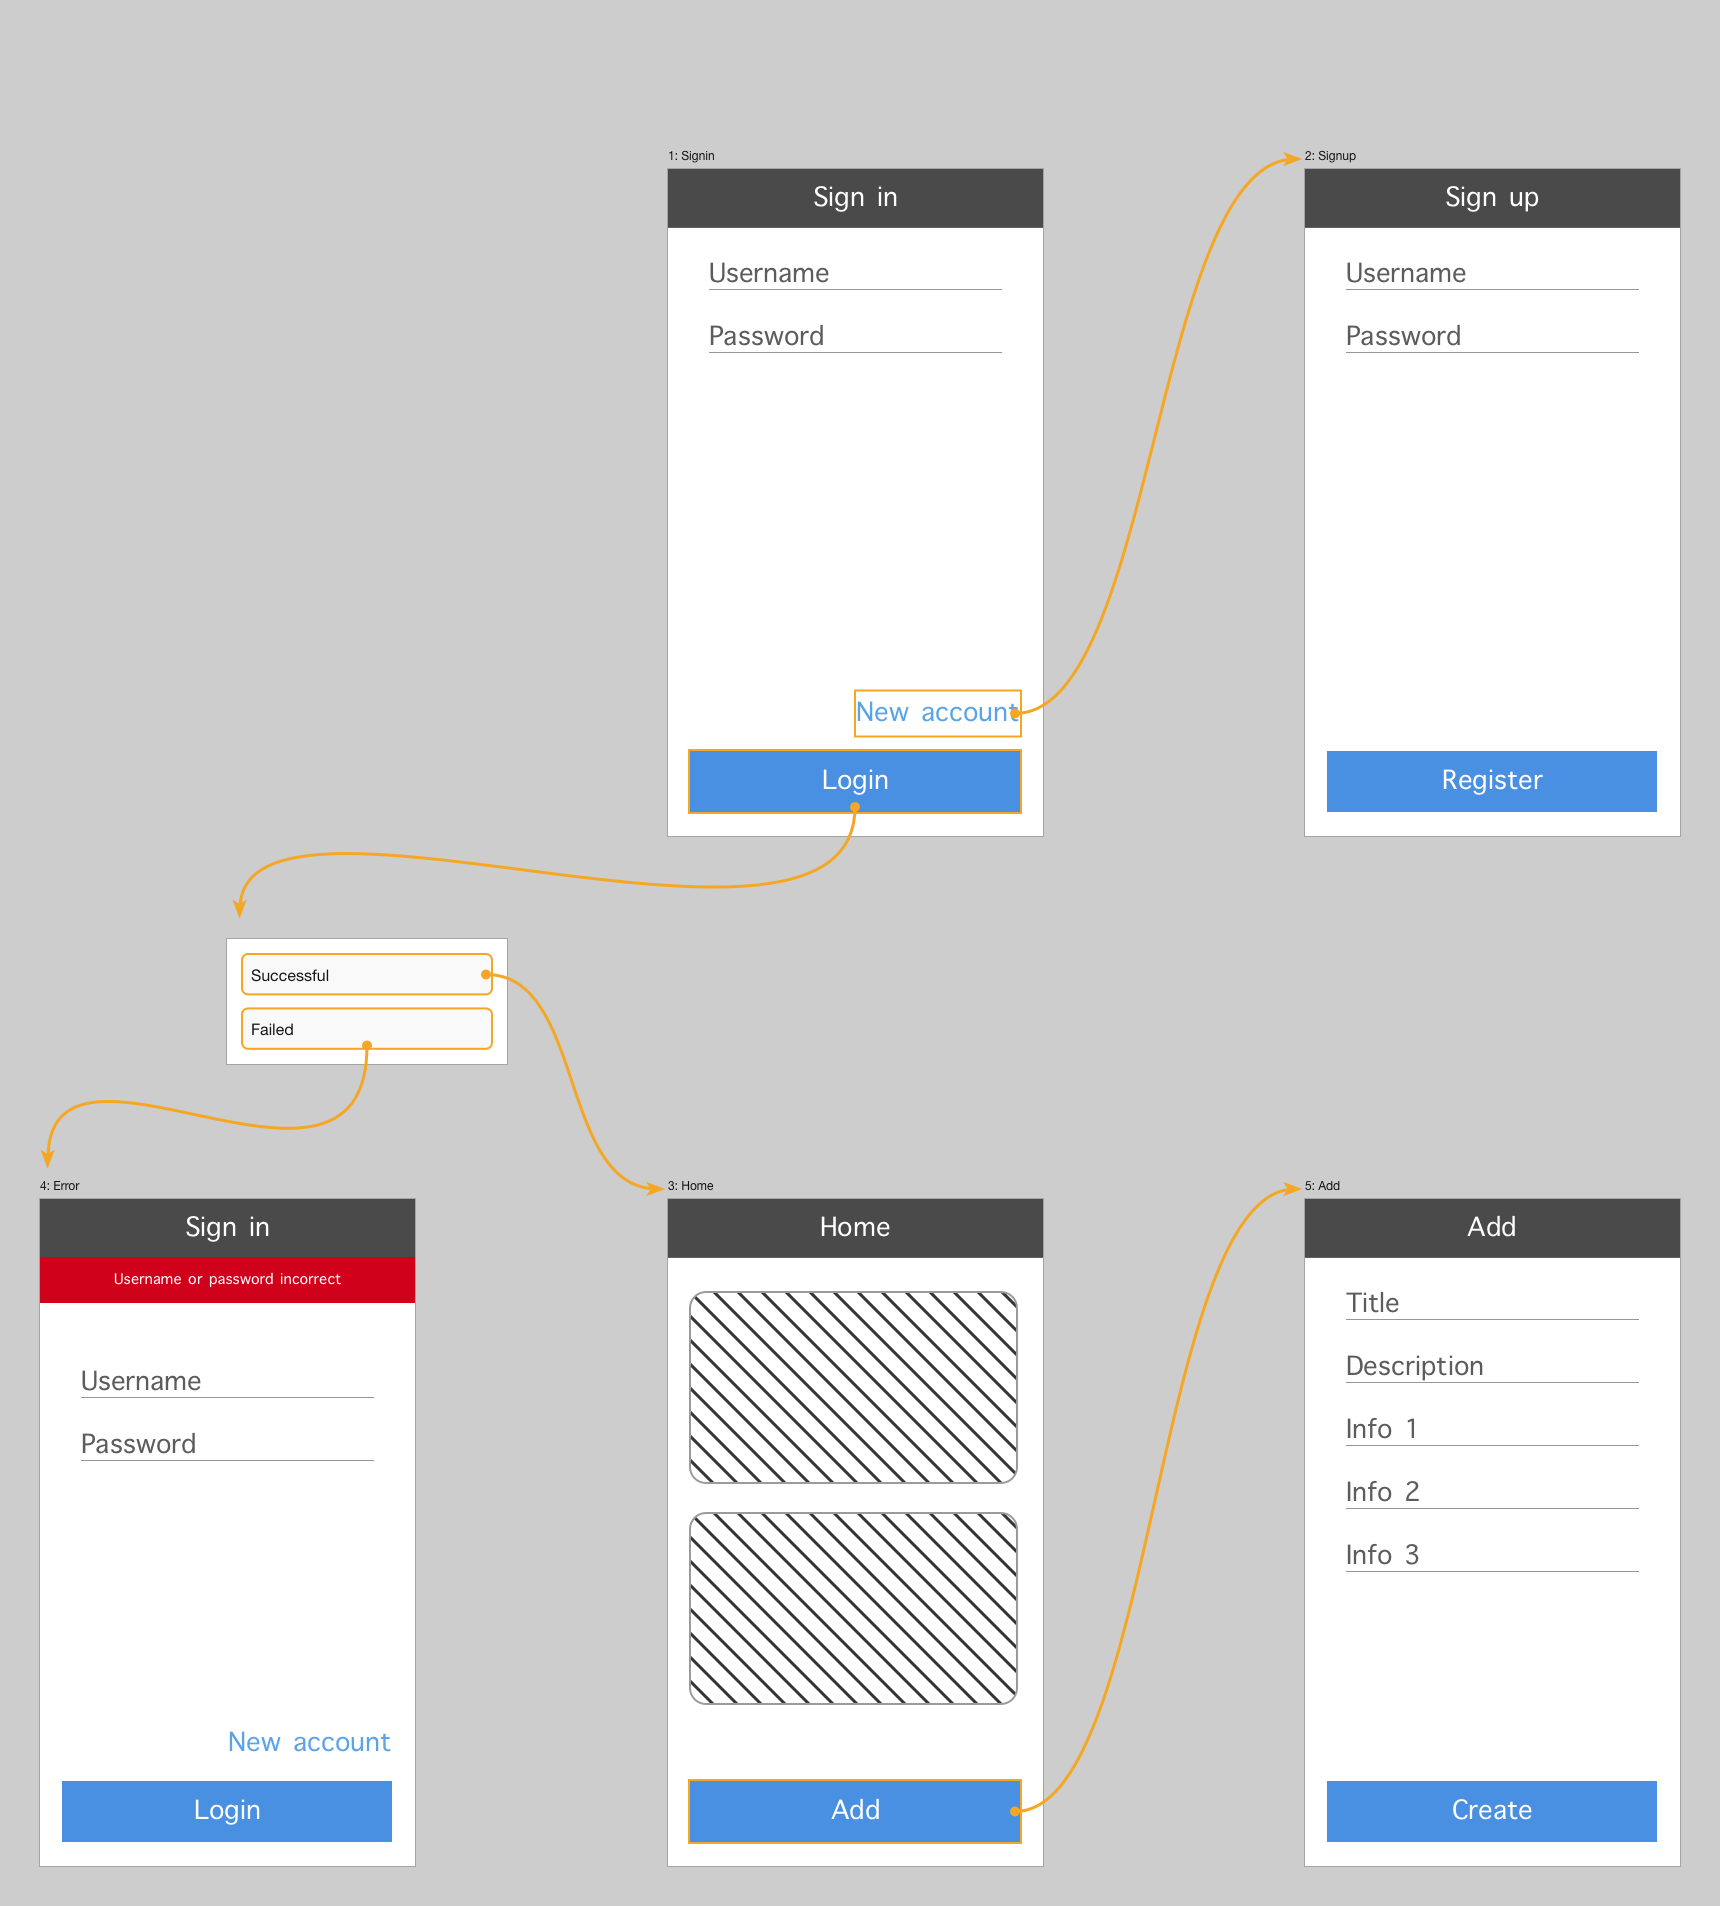 1: Signin
Sign in
Username
Password
New account
Login
2: Signup
Sign up
Username
Password
Register
Successful
Failed
4: Error
Sign in
Username or password incorrect
Username
Password
New account
Login
3: Home
Home
Add
5: Add
Add
Title
Description
Info 1
Info 2
Info 3
Create